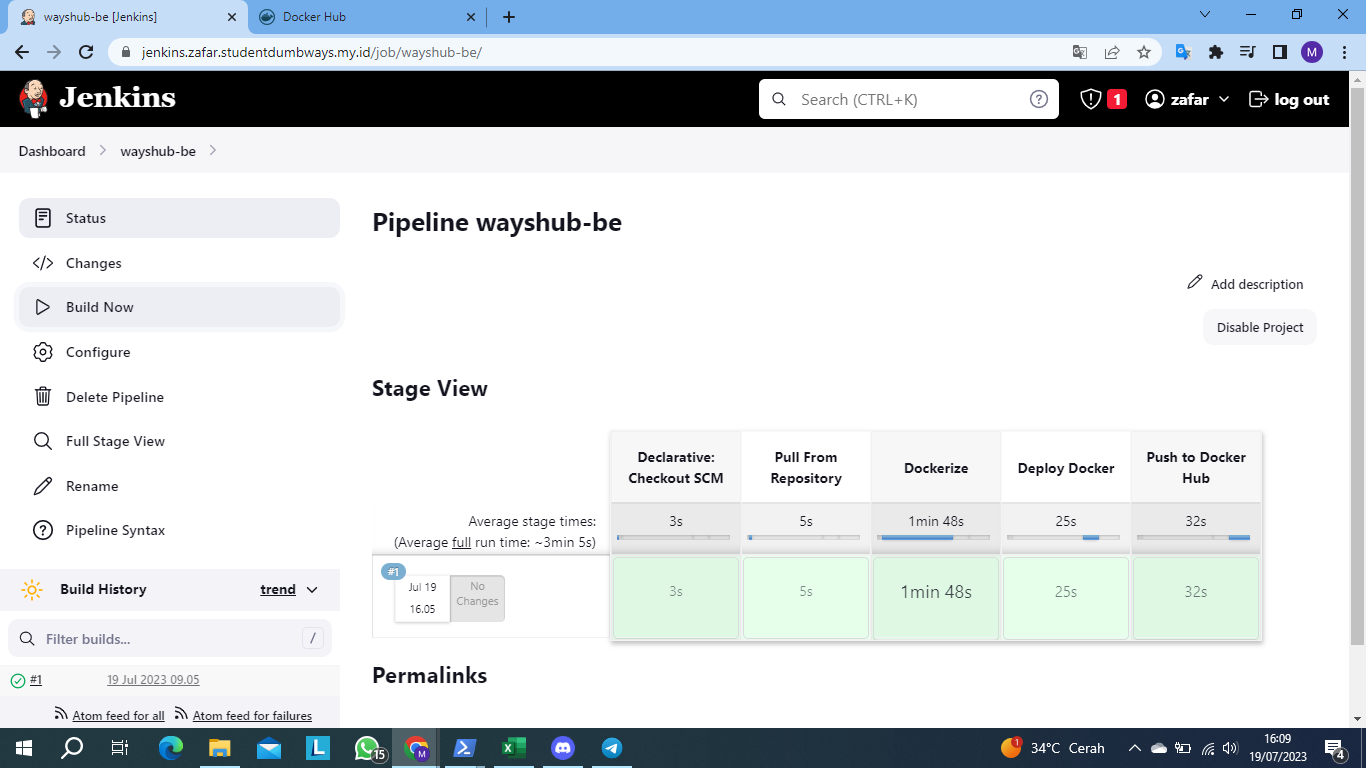 wayshub-be [Jenkins]
Docker Hub
jenkins.zafar.studentdumbways.my.id/job/wayshub-be/
M
Jenkins
Search (CTRL+K)
1
zafar
log out
Dashboard
wayshub-be
Status
Changes
Build Now
Configure
Delete Pipeline
Full Stage View
Rename
Pipeline Syntax
Build History
trend
Filter builds...
/
#1
19 Jul 2023 09.05
Atom feed for all
Atom feed for failures
Pipeline wayshub-be
Add description
Disable Project
Stage View
Declarative: Checkout SCM
Pull From Repository
Dockerize
Deploy Docker
Push to Docker Hub
Average stage times:
(Average full run time: ~3min 5s)
3s
5s
1min 48s
25s
32s
#1
Jul 19
16.05
No Changes
3s
5s
1min 48s
25s
32s
Permalinks
L
15
M
1
34°C Cerah
16:09
19/07/2023
4